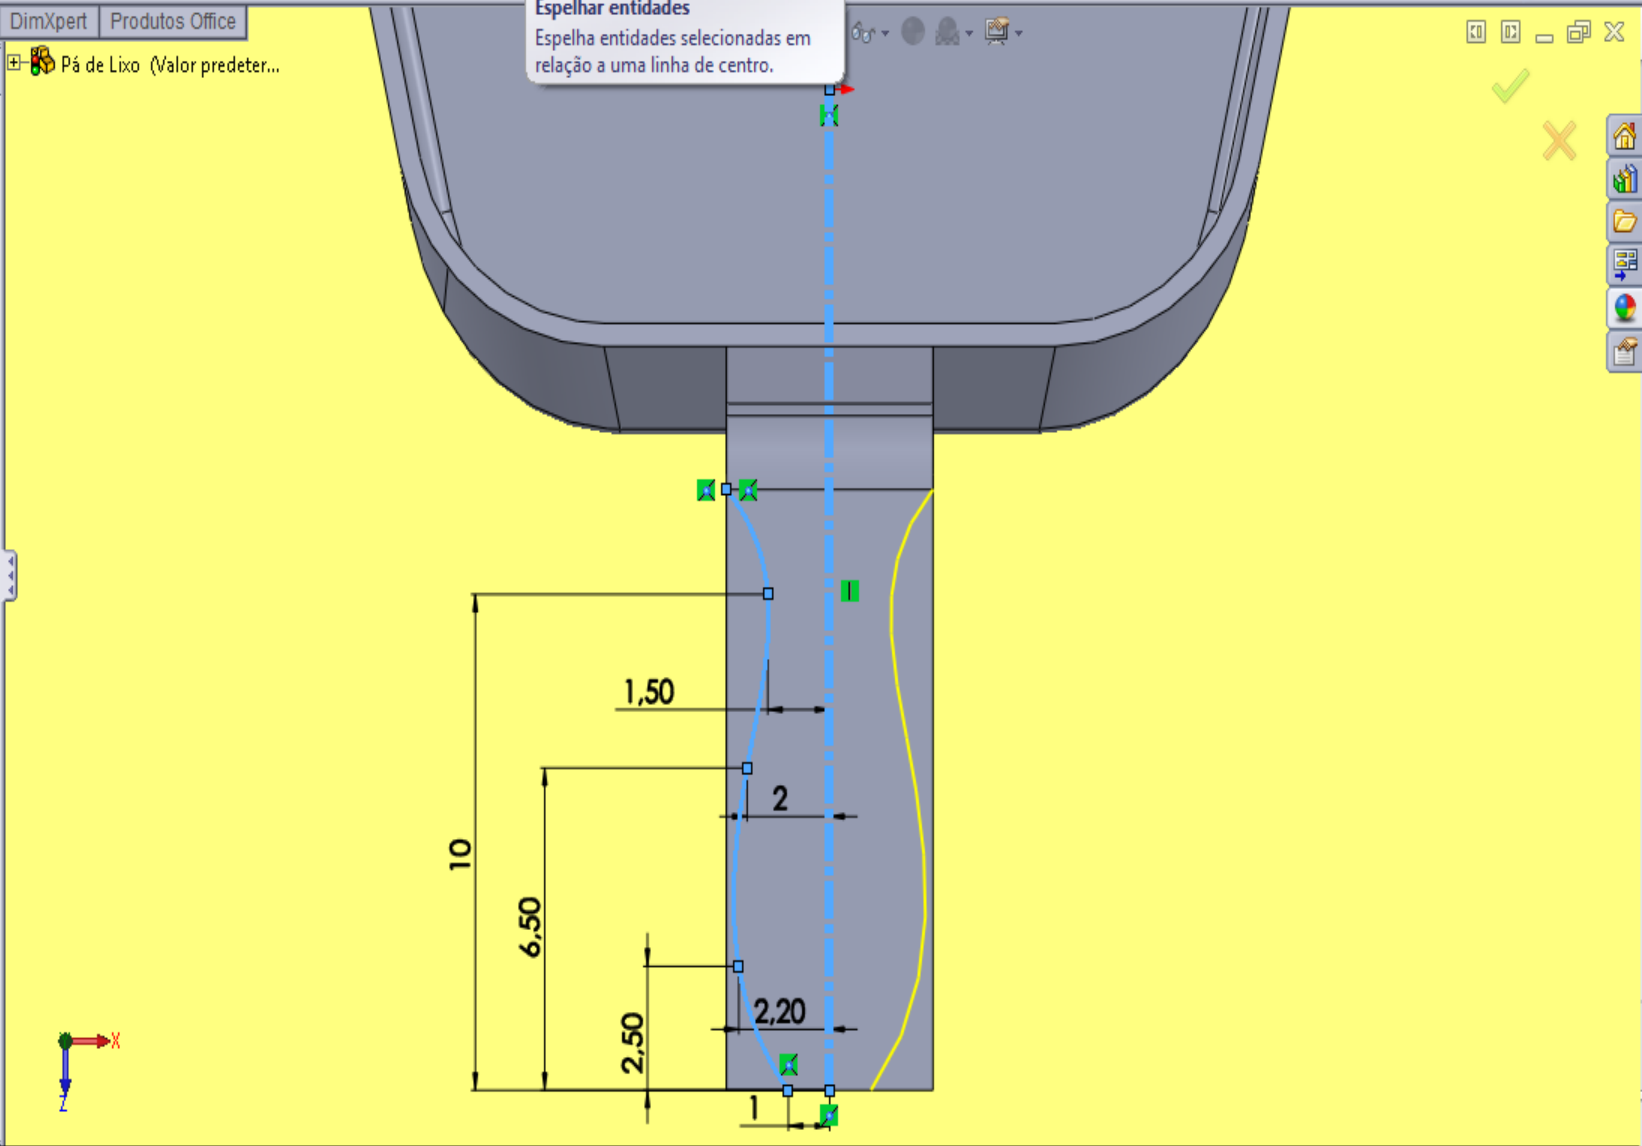 DimXpert
Produtos Office
Espelhar entidades
Espelha entidades selecionadas em
relação a uma linha de centro.
Pá de Lixo (Valor predeter...
1,50
2
10
6,50
2,50
2,20
1
X
Z